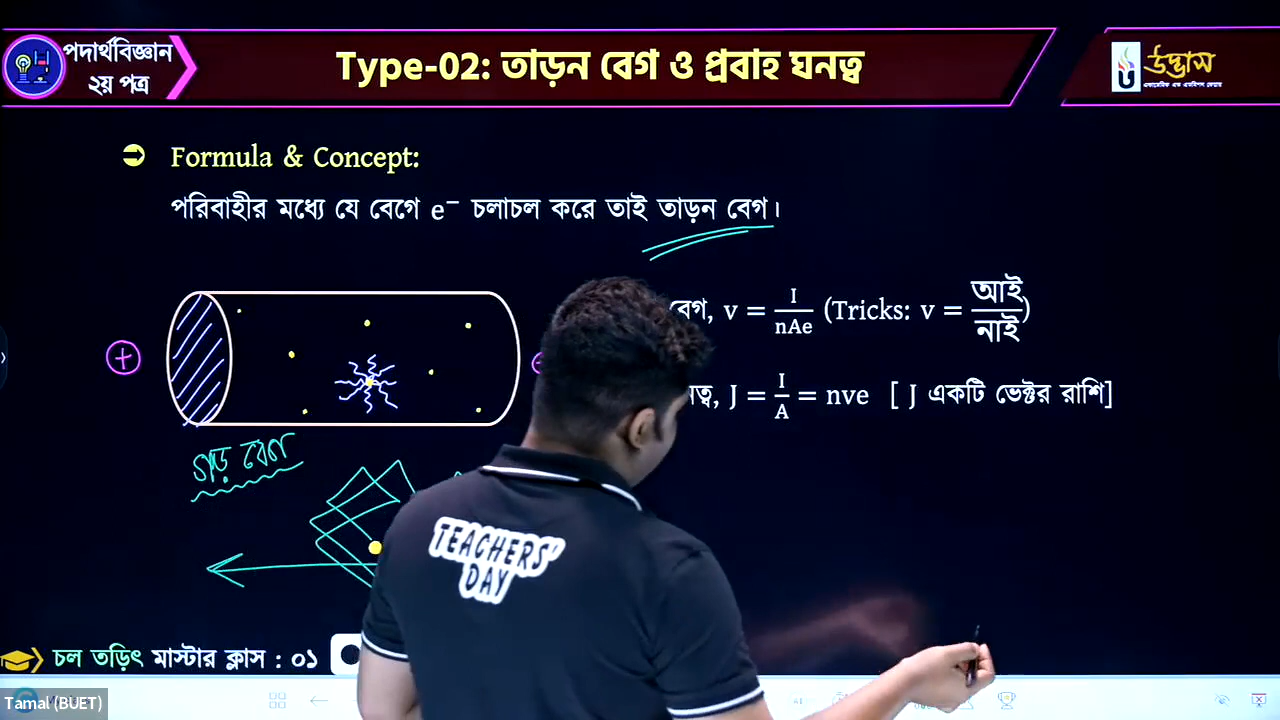 পদার্থবিজ্ঞান
২য় পত্র
Type-02: তাড়ন বেগ ও প্রবাহ ঘনত্ব
উদ্ভাস
Formula & Concept:
পরিবাহীর মধ্যে যে বেগে e⁻ চলাচল করে তাই তাড়ন বেগ।
বেগ, v = I/nAe (Tricks: v = আই/নাই)
J = I/A = nve [ J একটি ভেক্টর রাশি]
গড় বেগ
চল তড়িৎ মাস্টার ক্লাস : ০১
TEACHERS'
DAY
Tamal (BUET)